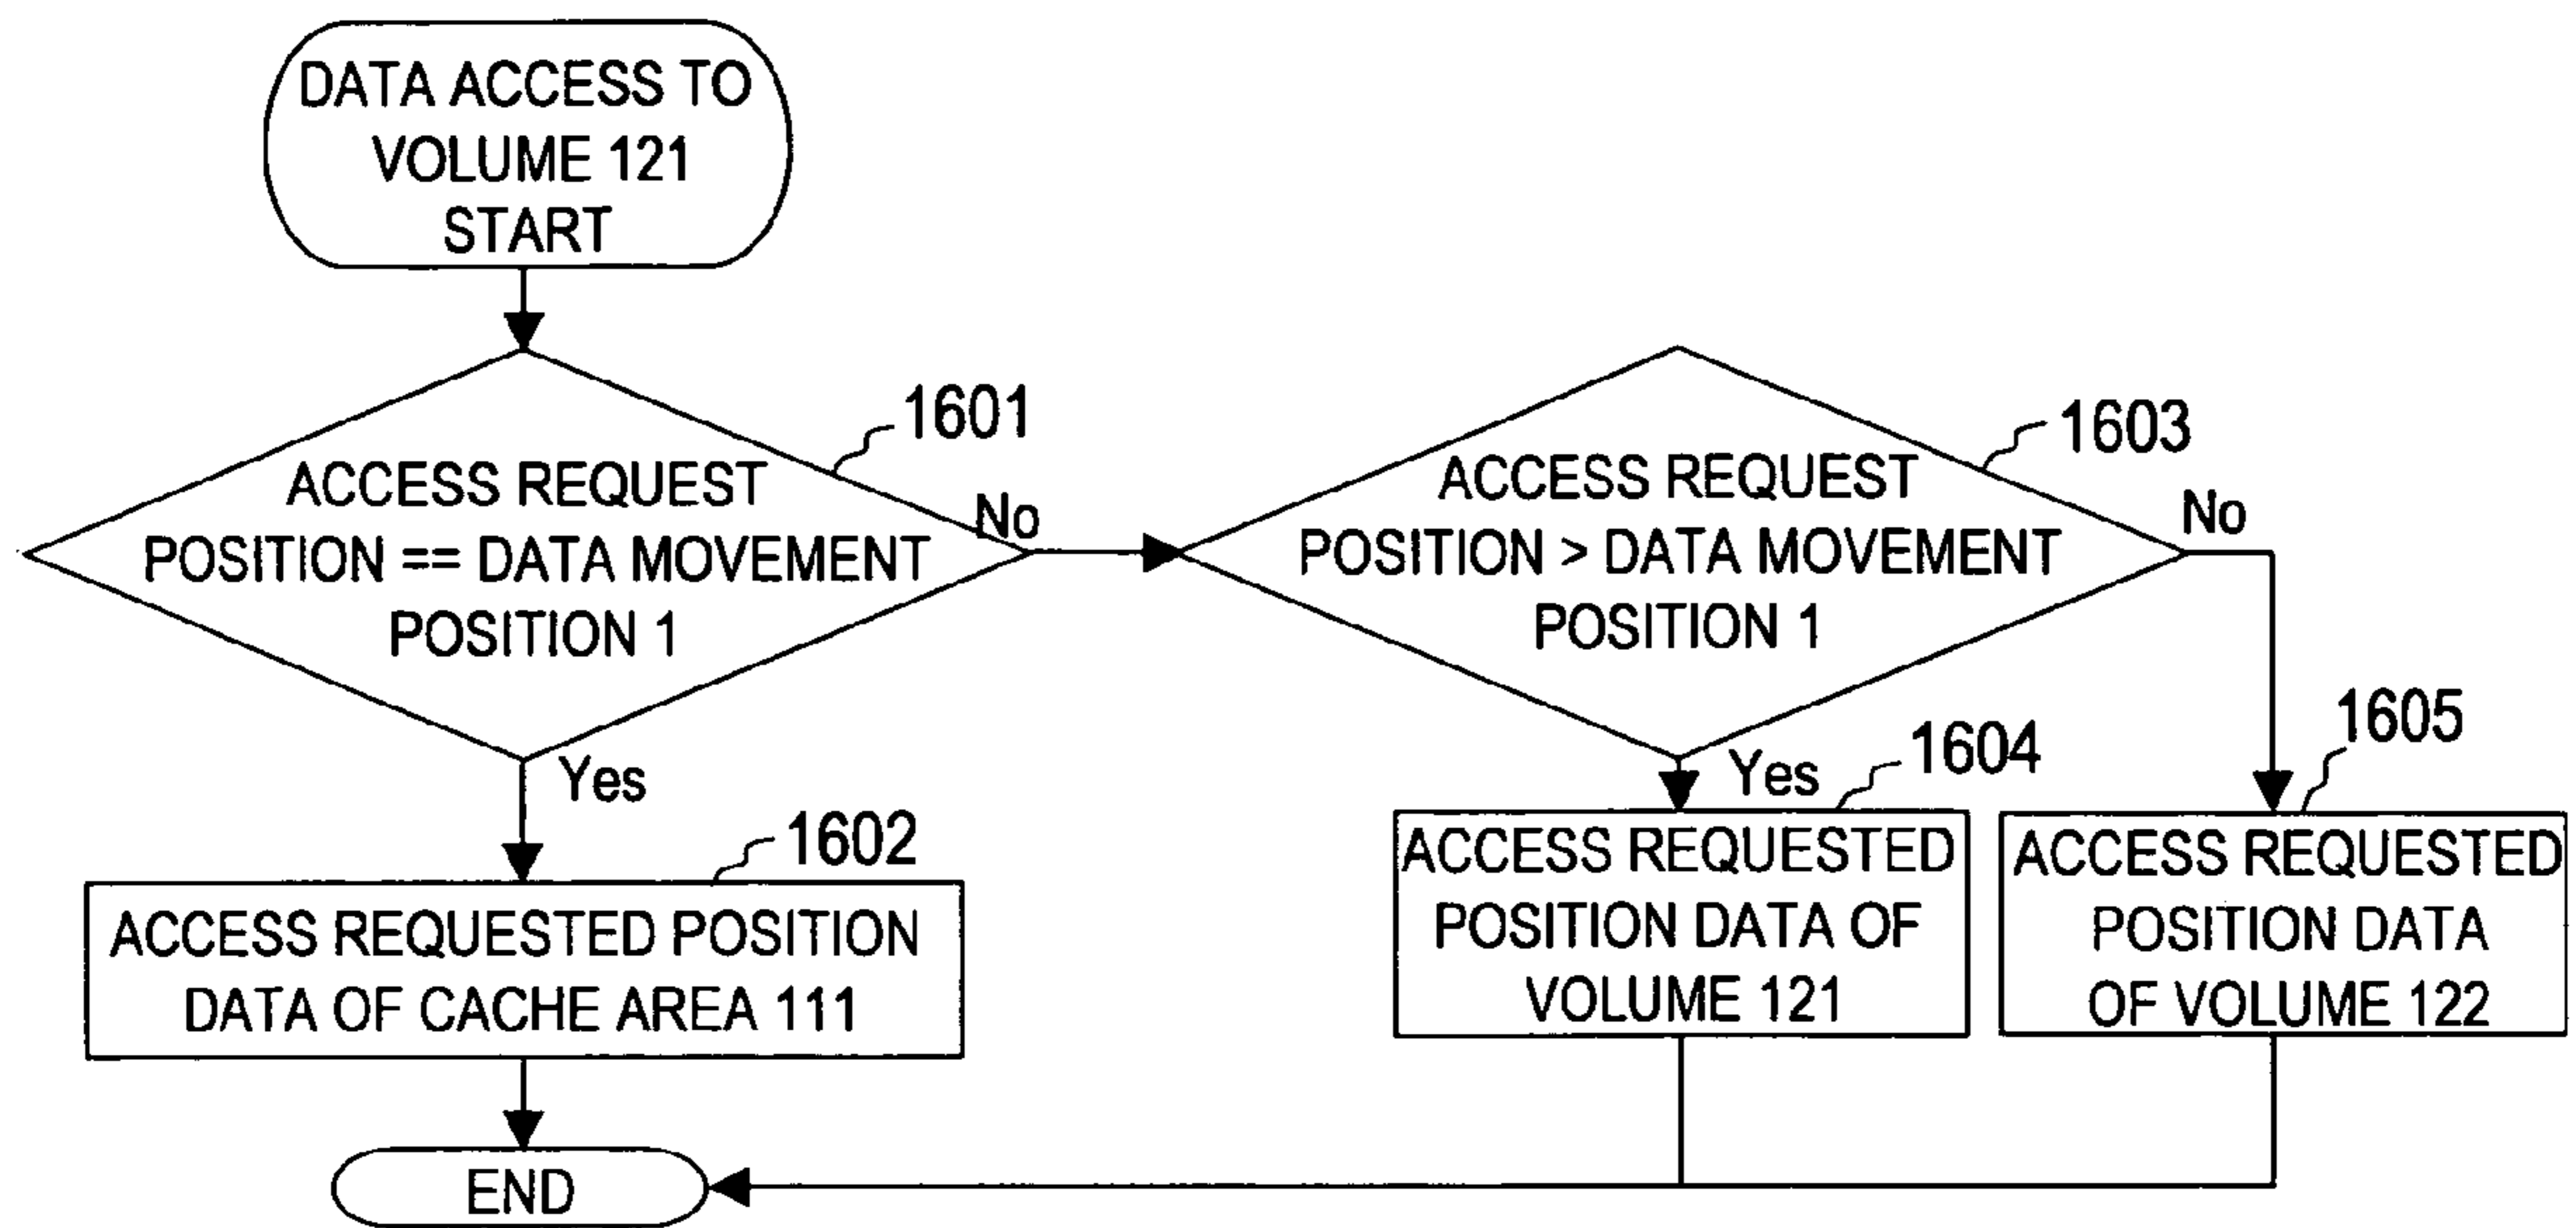 DATA ACCESS TO
VOLUME 121
START
1601
ACCESS REQUEST
POSITION == DATA MOVEMENT
POSITION 1
No
Yes
1603
ACCESS REQUEST
POSITION > DATA MOVEMENT
POSITION 1
No
Yes
1602
ACCESS REQUESTED POSITION
DATA OF CACHE AREA 111
1604
ACCESS REQUESTED
POSITION DATA OF
VOLUME 121
1605
ACCESS REQUESTED
POSITION DATA
OF VOLUME 122
END